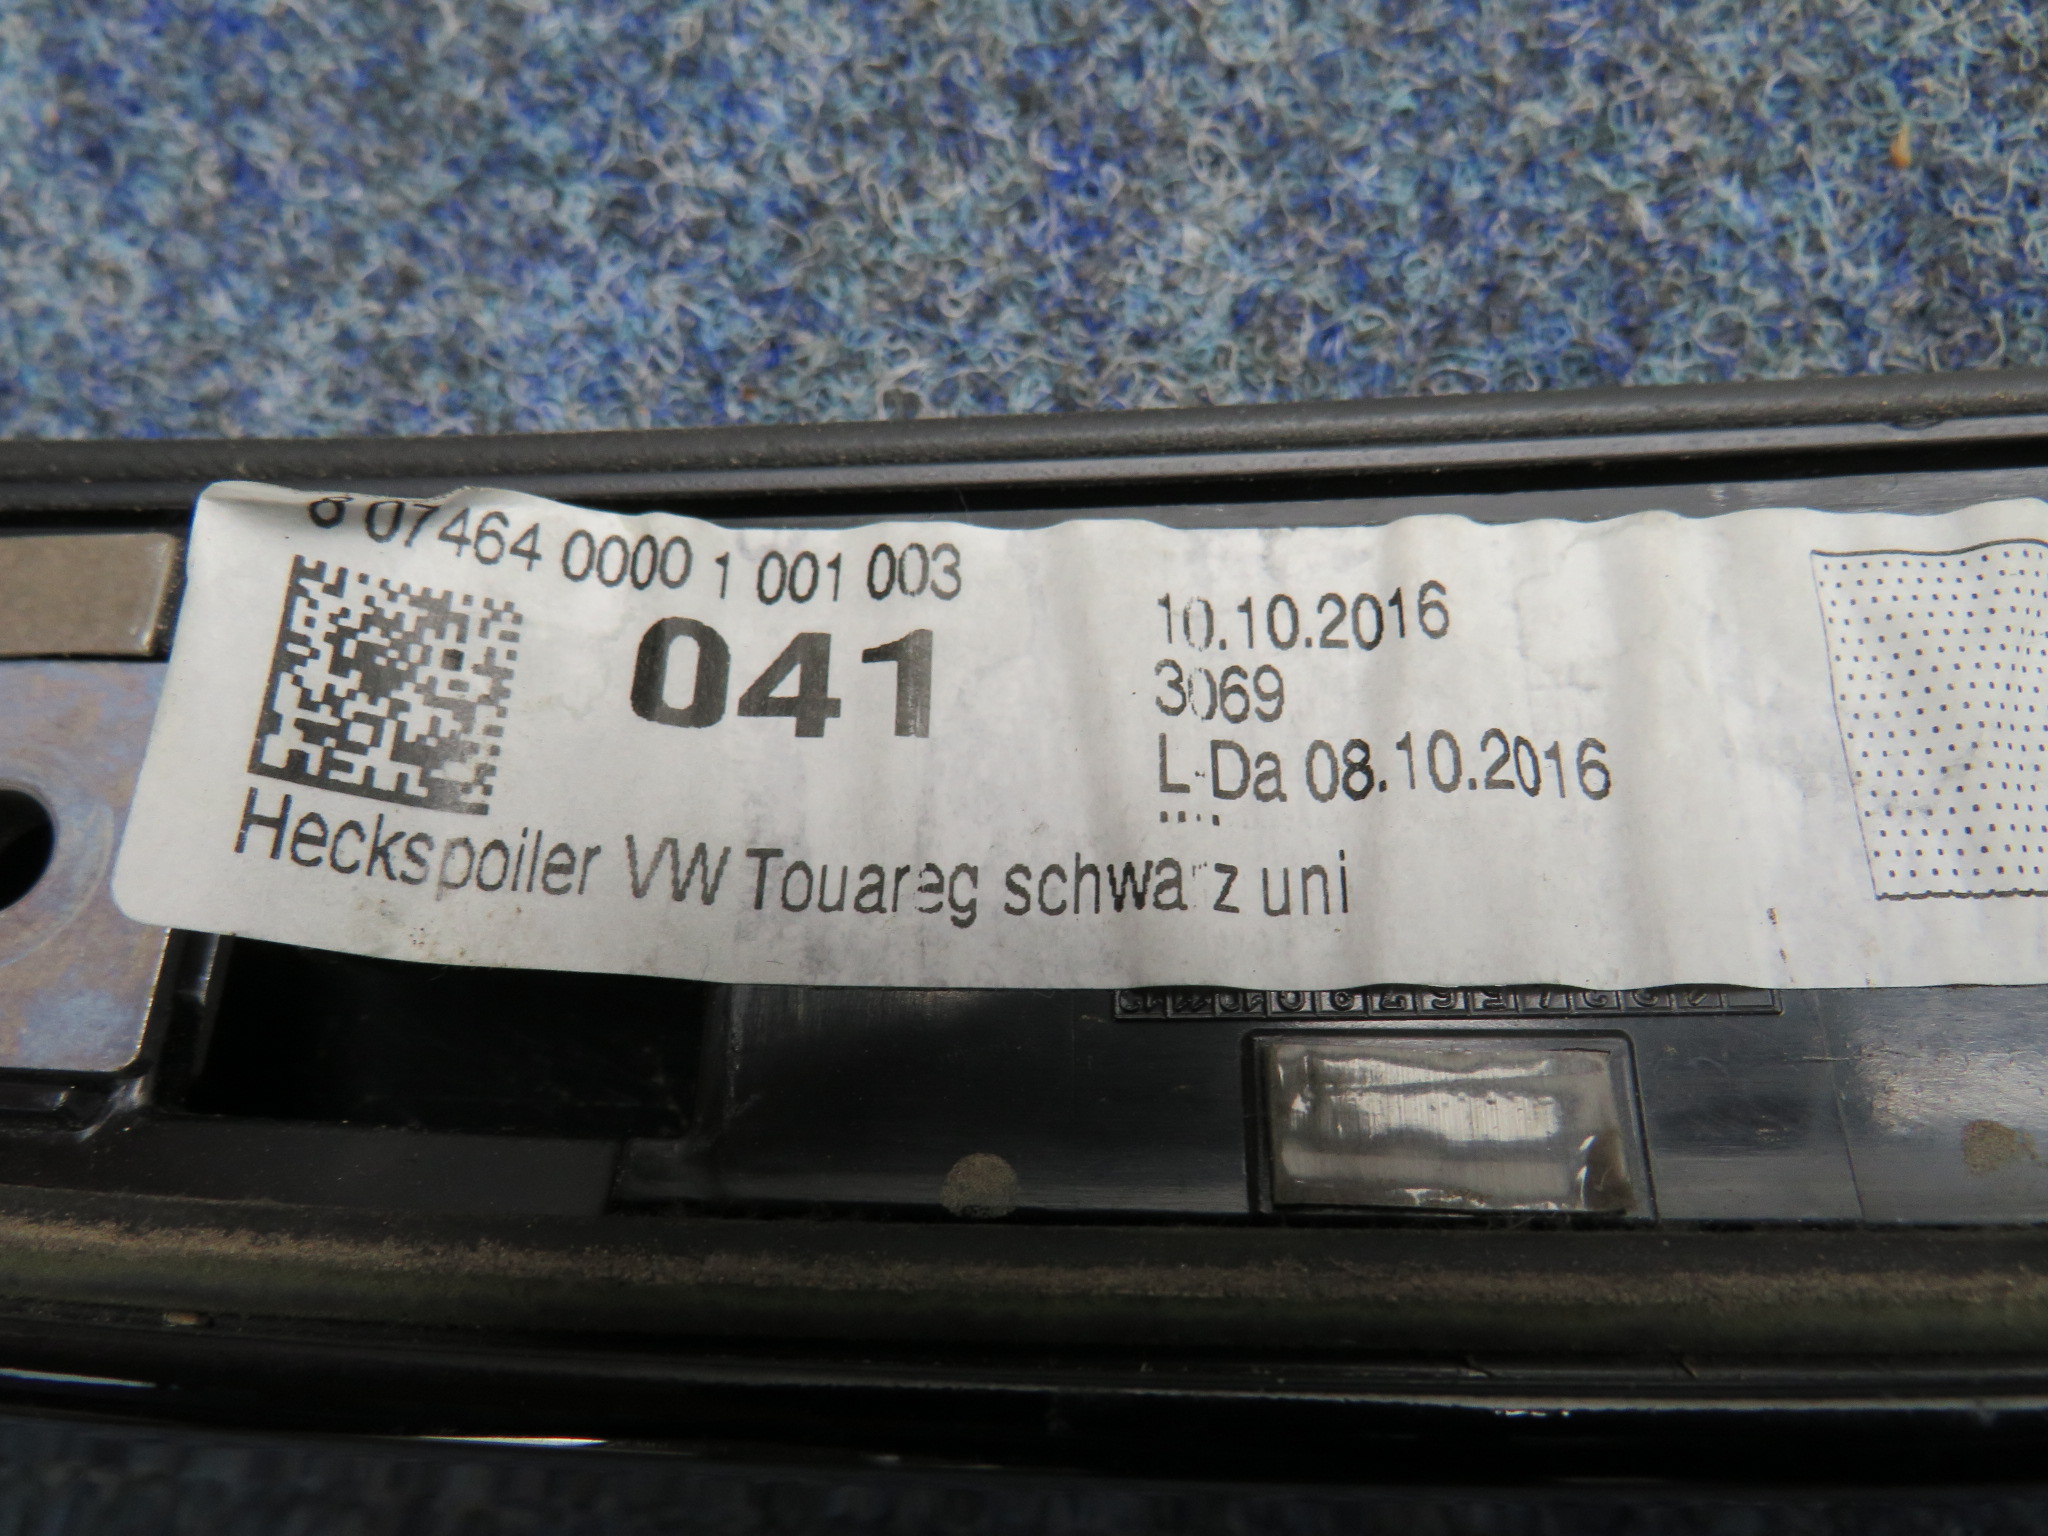 8 07464 0000 1 001 003
041
10.10.2016
3069
L-Da 08.10.2016
Heckspoiler VW Touareg schwarz uni